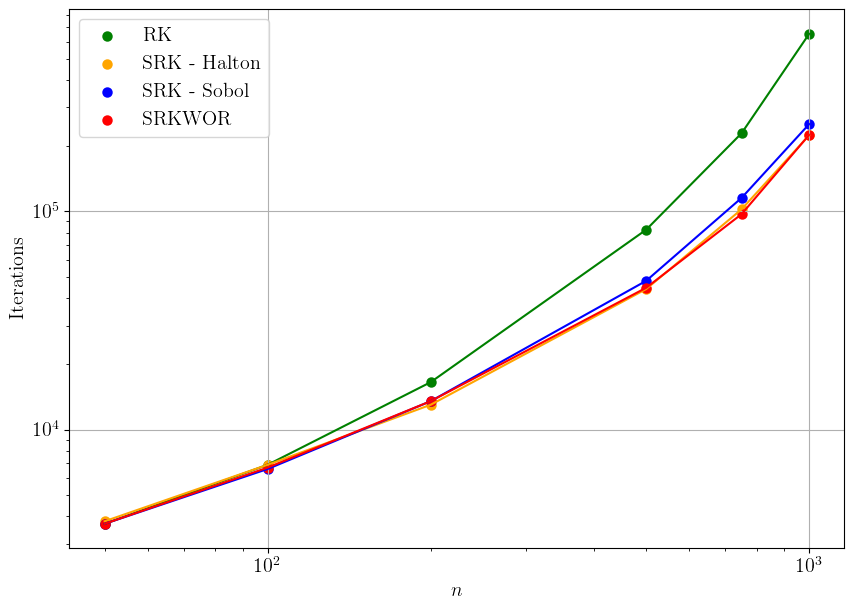 RK
SRK - Halton
SRK - Sobol
SRKWOR
Iterations
10^5
10^4
10^2
10^3
n